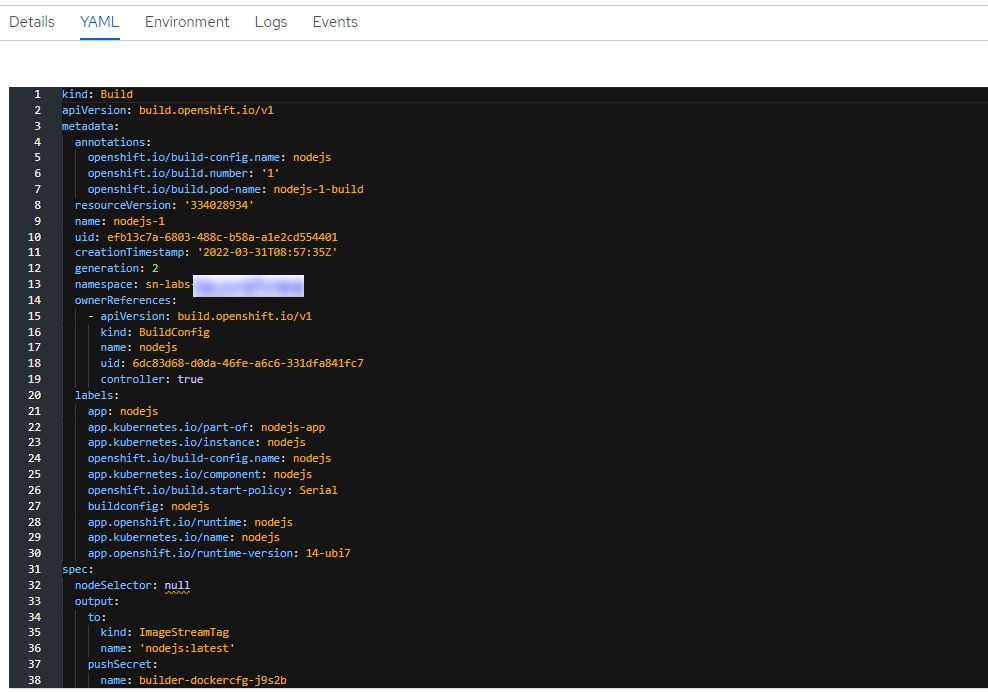 Details YAML Environment Logs Events
1 kind: Build
2 apiVersion: build.openshift.io/v1
3 metadata:
4 annotations:
5 openshift.io/build-config.name: nodejs
6 openshift.io/build.number: '1'
7 openshift.io/build.pod-name: nodejs-1-build
8 resourceVersion: '334028934'
9 name: nodejs-1
10 uid: efb13c7a-6803-488c-b58a-a1e2cd554401
11 creationTimestamp: '2022-03-31T08:57:35Z'
12 generation: 2
13 namespace: sn-labs-
14 ownerReferences:
15 - apiVersion: build.openshift.io/v1
16 kind: BuildConfig
17 name: nodejs
18 uid: 6dc83d68-d0da-46fe-a6c6-331dfa841fc7
19 controller: true
20 labels:
21 app: nodejs
22 app.kubernetes.io/part-of: nodejs-app
23 app.kubernetes.io/instance: nodejs
24 openshift.io/build-config.name: nodejs
25 app.kubernetes.io/component: nodejs
26 openshift.io/build.start-policy: Serial
27 buildconfig: nodejs
28 app.openshift.io/runtime: nodejs
29 app.kubernetes.io/name: nodejs
30 app.openshift.io/runtime-version: 14-ubi7
31 spec:
32 nodeSelector: null
33 output:
34 to:
35 kind: ImageStreamTag
36 name: 'nodejs:latest'
37 pushSecret:
38 name: builder-dockercfg-j9s2b